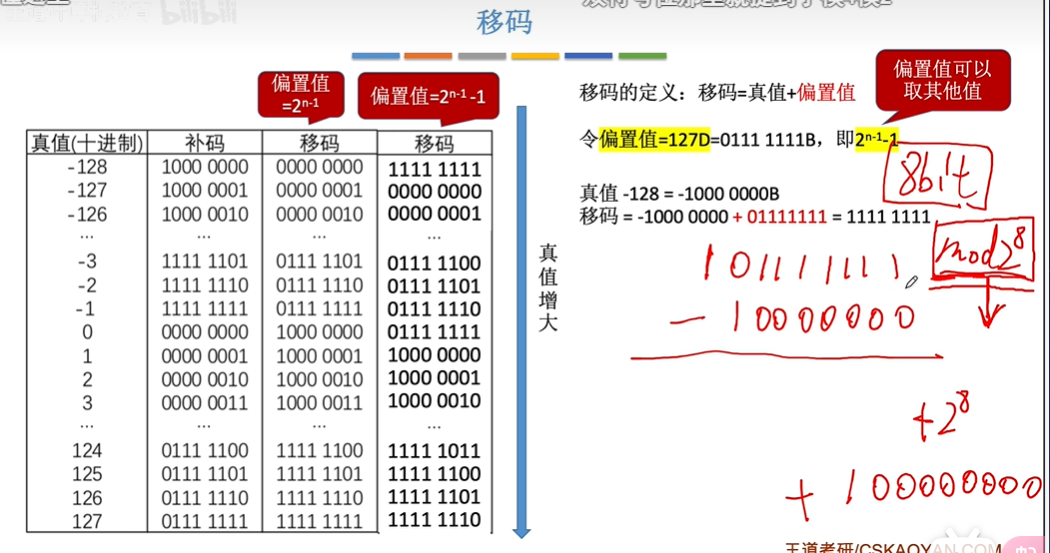 bilibili
移码
偏置值
=2ⁿ⁻¹
偏置值=2ⁿ⁻¹-1
真值(十进制) 补码 移码 移码
-128 1000 0000 0000 0000 1111 1111
-127 1000 0001 0000 0001 0000 0000
-126 1000 0010 0000 0010 0000 0001
... ... ... ...
-3 1111 1101 0111 1101 0111 1100
-2 1111 1110 0111 1110 0111 1101
-1 1111 1111 0111 1111 0111 1110
0 0000 0000 1000 0000 0111 1111
1 0000 0001 1000 0001 1000 0000
2 0000 0010 1000 0010 1000 0001
3 0000 0011 1000 0011 1000 0010
... ... ... ...
124 0111 1100 1111 1100 1111 1011
125 0111 1101 1111 1101 1111 1100
126 0111 1110 1111 1110 1111 1101
127 0111 1111 1111 1111 1111 1110
真值增大
偏置值可以
取其他值
移码的定义：移码=真值+偏置值
令偏置值=127D=0111 1111B，即2ⁿ⁻¹-1
8bit
真值 -128 = -1000 0000B
移码 = -1000 0000 + 01111111 = 1111 1111
mod2⁸
1 01111111
- 10000000
+2⁸
+ 100000000
王道考研/CSKAOYAN.COM